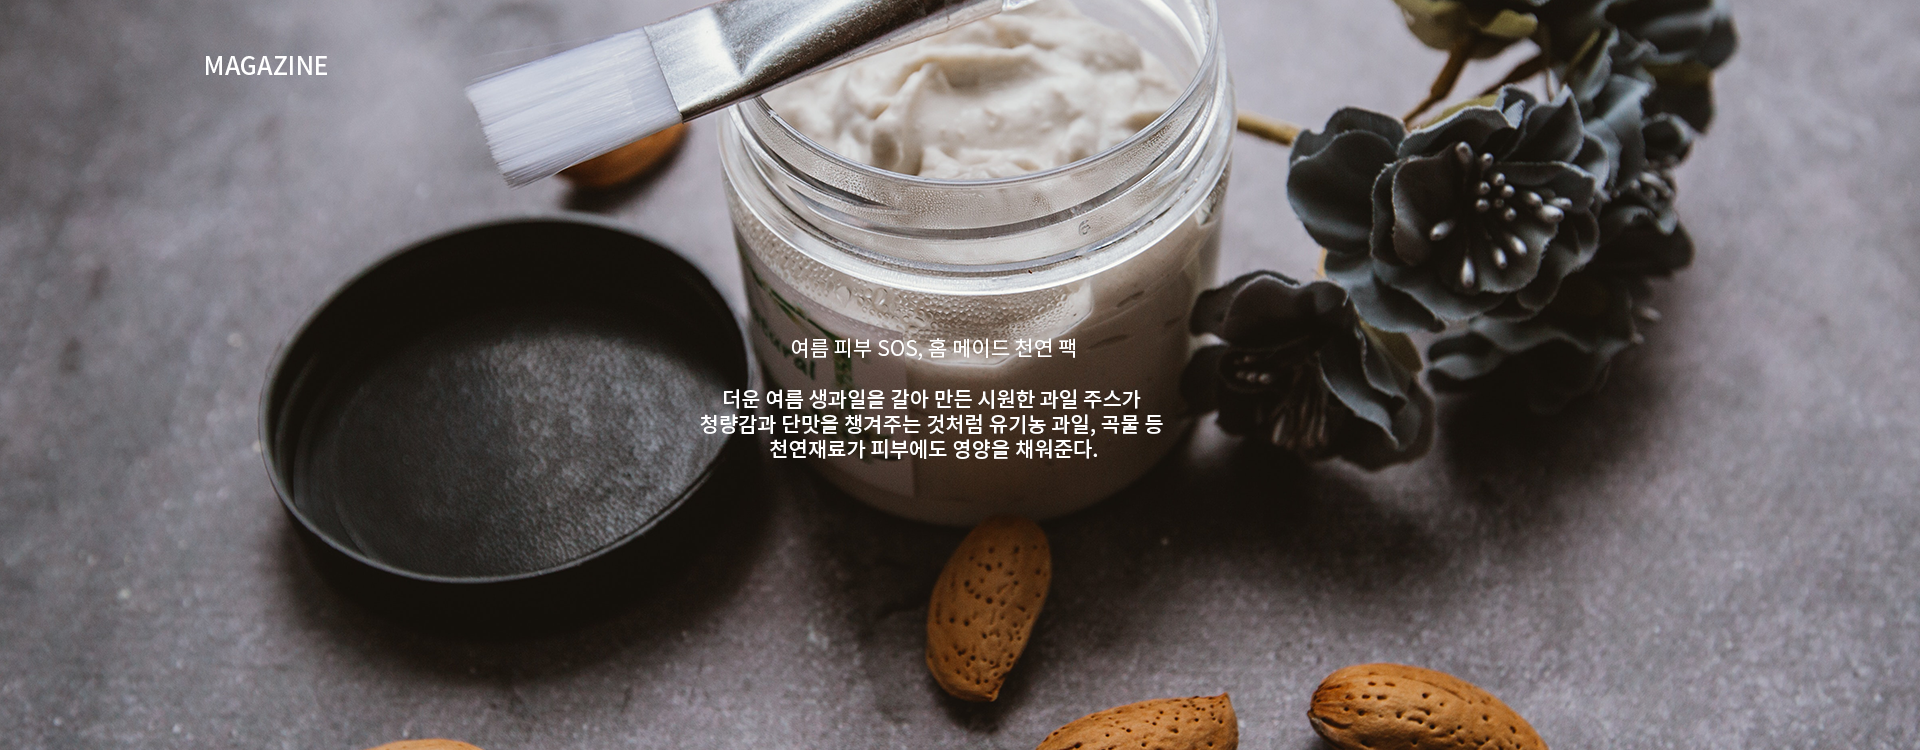 MAGAZINE
여름 피부 SOS, 홈 메이드 천연 팩
더운 여름 생과일을 갈아 만든 시원한 과일 주스가
청량감과 단맛을 챙겨주는 것처럼 유기농 과일, 곡물 등
천연재료가 피부에도 영양을 채워준다.